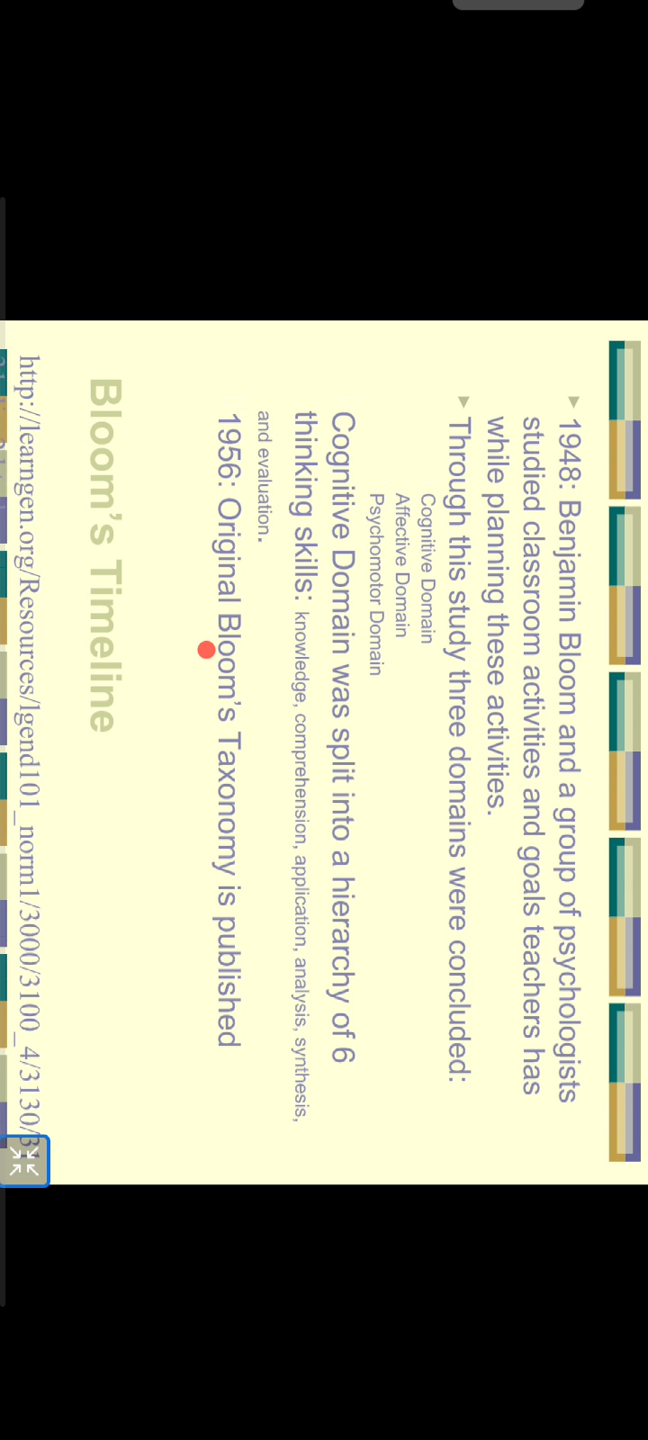 1948: Benjamin Bloom and a group of psychologists
studied classroom activities and goals teachers has
while planning these activities.
Through this study three domains were concluded:
Cognitive Domain
Affective Domain
Psychomotor Domain
Cognitive Domain was split into a hierarchy of 6
thinking skills: knowledge, comprehension, application, analysis, synthesis,
and evaluation.
1956: Original Bloom's Taxonomy is published
Bloom's Timeline
http://learngen.org/Resources/lgend101_norm1/3000/3100_4/3130/31